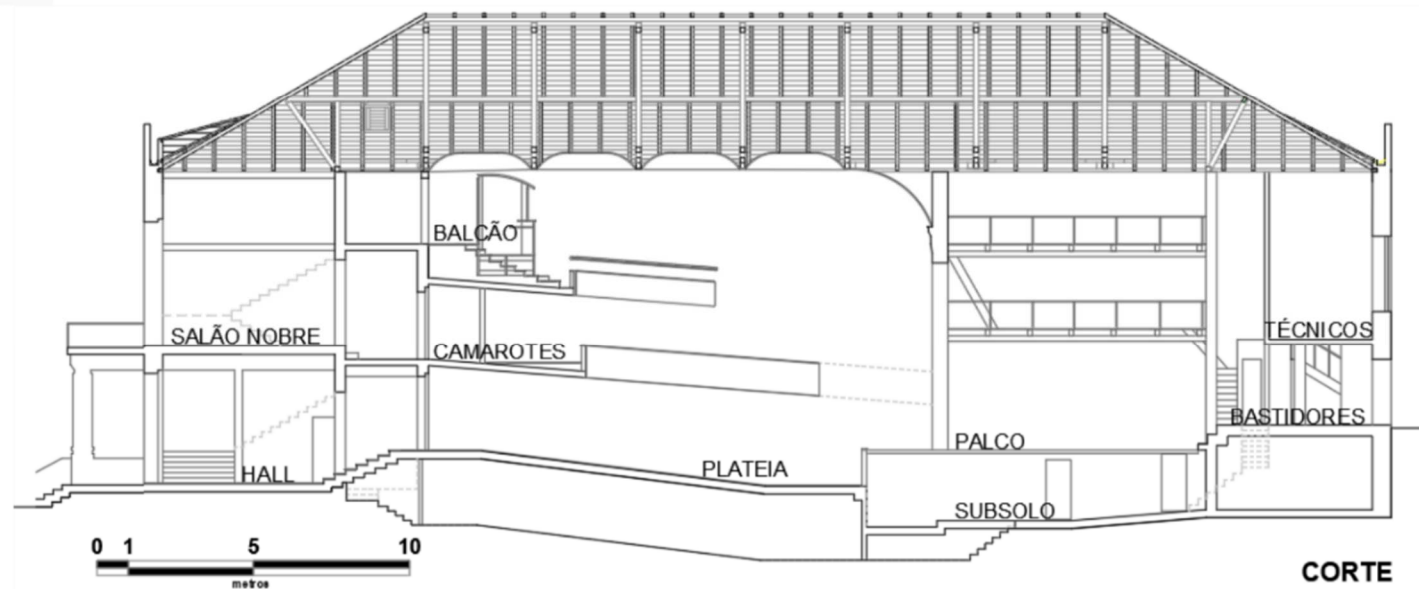 BALCÃO
SALÃO NOBRE
CAMAROTES
TÉCNICOS
BASTIDORES
HALL
PLATEIA
PALCO
SUBSOLO
0 1 5 10
metros
CORTE